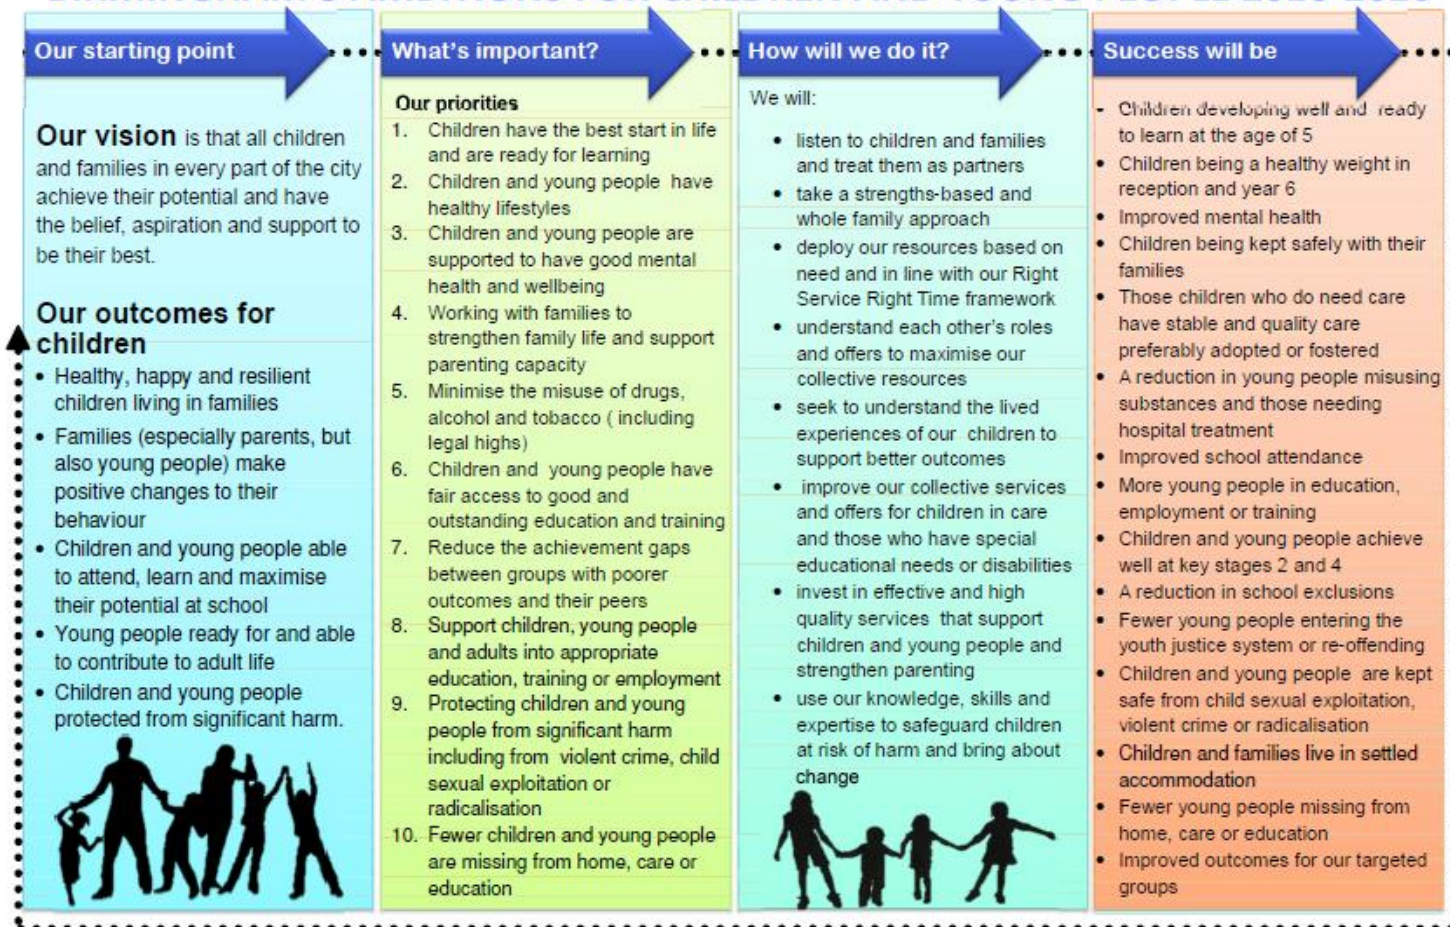 Our starting point
Our vision is that all children
and families in every part of the city
achieve their potential and have
the belief, aspiration and support to
be their best.
Our outcomes for
children
• Healthy, happy and resilient
children living in families
• Families (especially parents, but
also young people) make
positive changes to their
behaviour
• Children and young people able
to attend, learn and maximise
their potential at school
• Young people ready for and able
to contribute to adult life
• Children and young people
protected from significant harm.
What's important?
Our priorities
1. Children have the best start in life
and are ready for learning
2. Children and young people have
healthy lifestyles
3. Children and young people are
supported to have good mental
health and wellbeing
4. Working with families to
strengthen family life and support
parenting capacity
5. Minimise the misuse of drugs,
alcohol and tobacco ( including
legal highs)
6. Children and young people have
fair access to good and
outstanding education and training
7. Reduce the achievement gaps
between groups with poorer
outcomes and their peers
8. Support children, young people
and adults into appropriate
education, training or employment
9. Protecting children and young
people from significant harm
including from violent crime, child
sexual exploitation or
radicalisation
10. Fewer children and young people
are missing from home, care or
education
How will we do it?
We will:
• listen to children and families
and treat them as partners
• take a strengths-based and
whole family approach
• deploy our resources based on
need and in line with our Right
Service Right Time framework
• understand each other's roles
and offers to maximise our
collective resources
• seek to understand the lived
experiences of our children to
support better outcomes
• improve our collective services
and offers for children in care
and those who have special
educational needs or disabilities
• invest in effective and high
quality services that support
children and young people and
strengthen parenting
• use our knowledge, skills and
expertise to safeguard children
at risk of harm and bring about
change
Success will be
• Children developing well and ready
to learn at the age of 5
• Children being a healthy weight in
reception and year 6
• Improved mental health
• Children being kept safely with their
families
• Those children who do need care
have stable and quality care
preferably adopted or fostered
• A reduction in young people misusing
substances and those needing
hospital treatment
• Improved school attendance
• More young people in education,
employment or training
• Children and young people achieve
well at key stages 2 and 4
• A reduction in school exclusions
• Fewer young people entering the
youth justice system or re-offending
• Children and young people are kept
safe from child sexual exploitation,
violent crime or radicalisation
• Children and families live in settled
accommodation
• Fewer young people missing from
home, care or education
• Improved outcomes for our targeted
groups